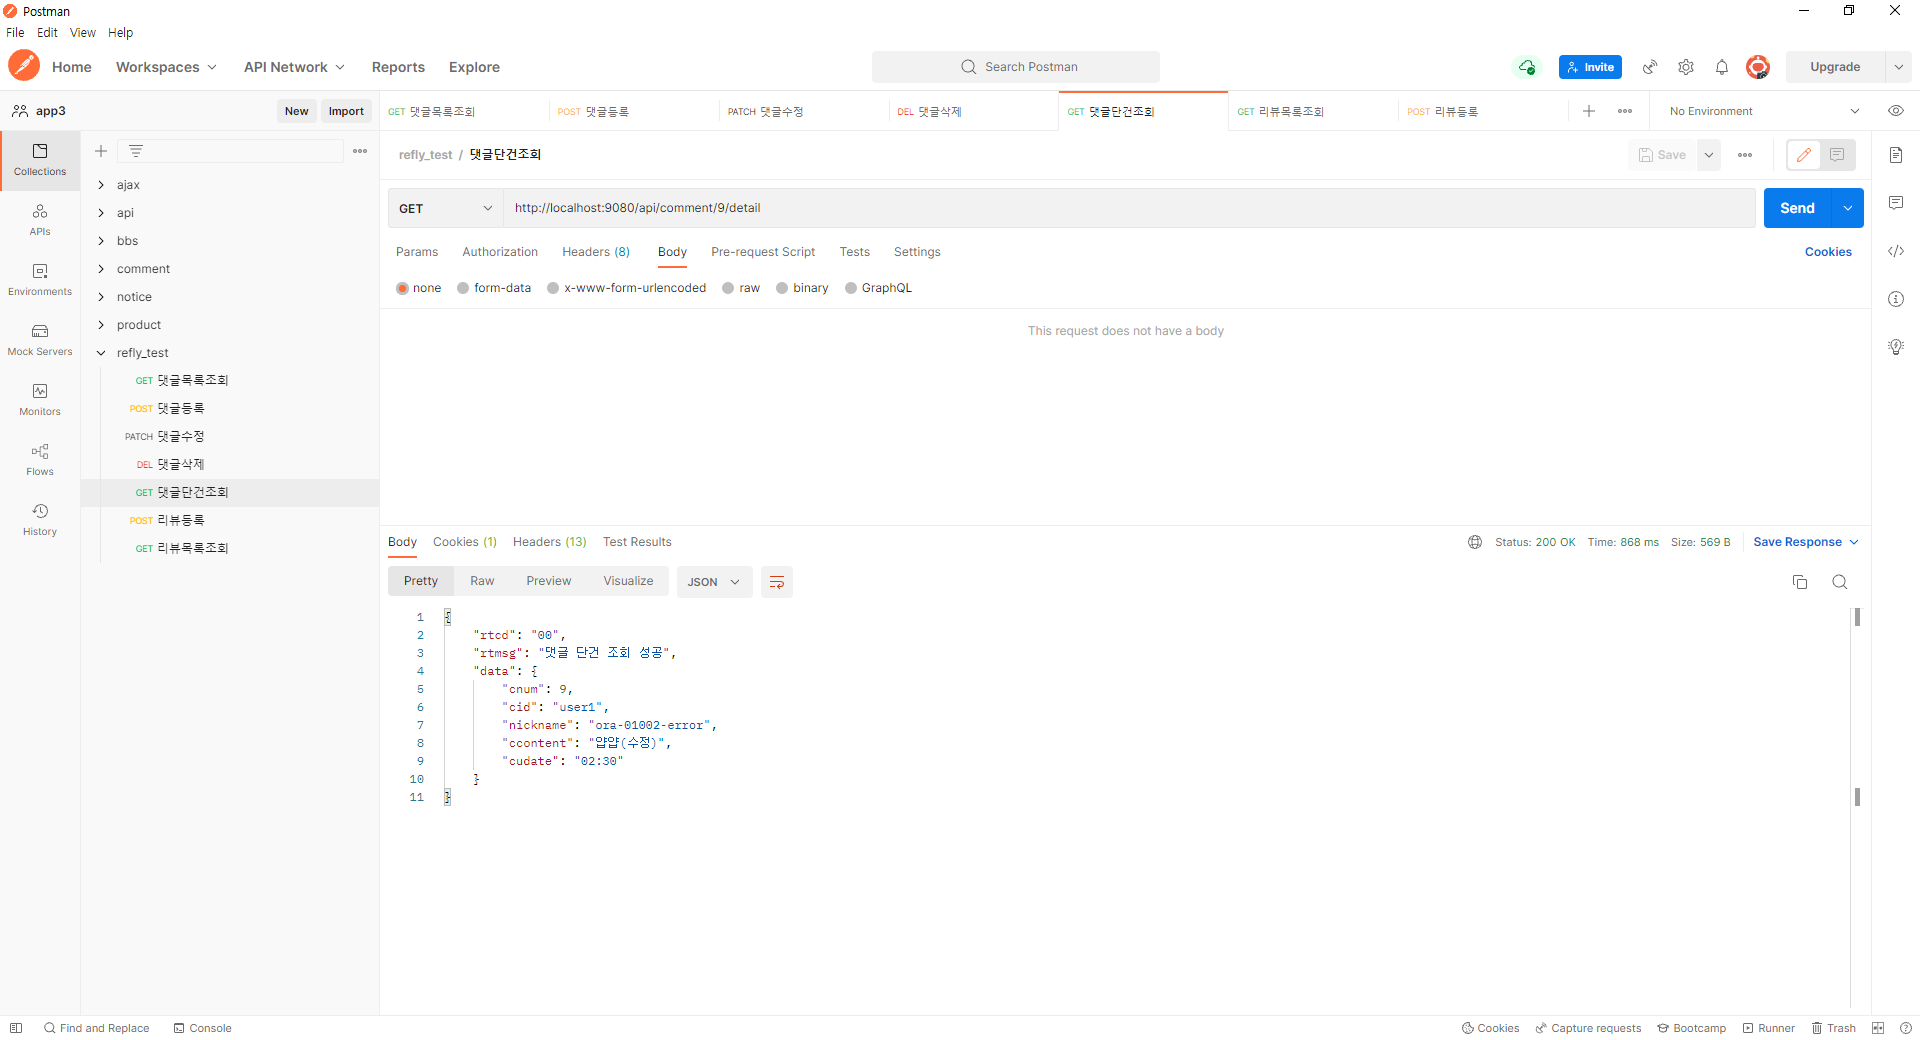 Postman
File Edit View Help
Home Workspaces API Network Reports Explore Search Postman Invite Upgrade
app3 New Import GET 댓글목록조회 POST 댓글등록 PATCH 댓글수정 DEL 댓글삭제 GET 댓글단건조회 GET 리뷰목록조회 POST 리뷰등록 No Environment
Collections
APIs
Environments
Mock Servers
Monitors
Flows
History
ajax
api
bbs
comment
notice
product
refly_test
GET 댓글목록조회
POST 댓글등록
PATCH 댓글수정
DEL 댓글삭제
GET 댓글단건조회
POST 리뷰등록
GET 리뷰목록조회
refly_test / 댓글단건조회 Save
GET http://localhost:9080/api/comment/9/detail Send
Params Authorization Headers (8) Body Pre-request Script Tests Settings Cookies
none form-data x-www-form-urlencoded raw binary GraphQL
This request does not have a body
Body Cookies (1) Headers (13) Test Results Status: 200 OK Time: 868 ms Size: 569 B Save Response
Pretty Raw Preview Visualize JSON
1 {
2 "rtcd": "00",
3 "rtmsg": "댓글 단건 조회 성공",
4 "data": {
5 "cnum": 9,
6 "cid": "user1",
7 "nickname": "ora-01002-error",
8 "ccontent": "얍얍(수정)",
9 "cudate": "02:30"
10 }
11 }
Find and Replace Console Cookies Capture requests Bootcamp Runner Trash